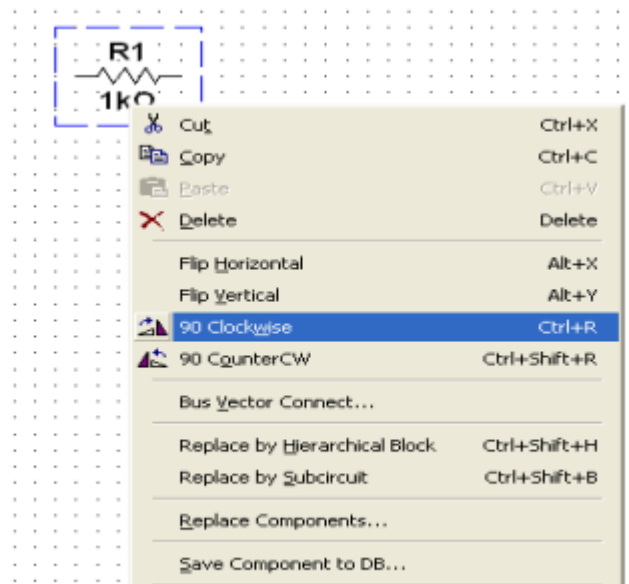 R1
1kΩ
Cut Ctrl+X
Copy Ctrl+C
Paste Ctrl+V
Delete Delete
Flip Horizontal Alt+X
Flip Vertical Alt+Y
90 Clockwise Ctrl+R
90 CounterCW Ctrl+Shift+R
Bus Vector Connect...
Replace by Hierarchical Block Ctrl+Shift+H
Replace by Subcircuit Ctrl+Shift+B
Replace Components...
Save Component to DB...